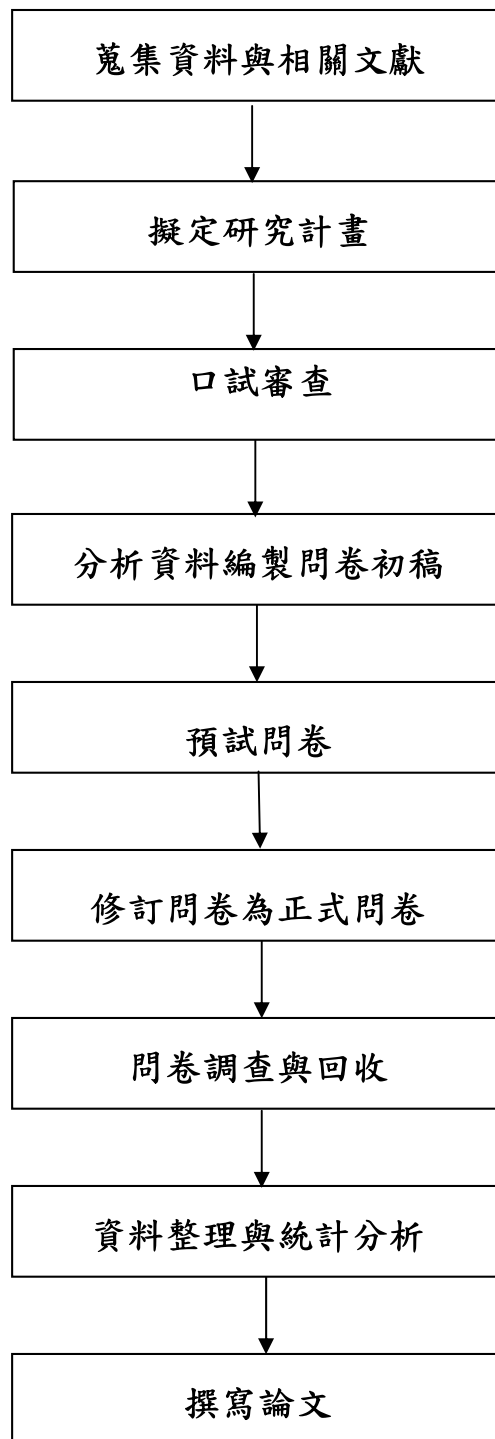 蒐集資料與相關文獻
擬定研究計畫
口試審查
分析資料編製問卷初稿
預試問卷
修訂問卷為正式問卷
問卷調查與回收
資料整理與統計分析
撰寫論文